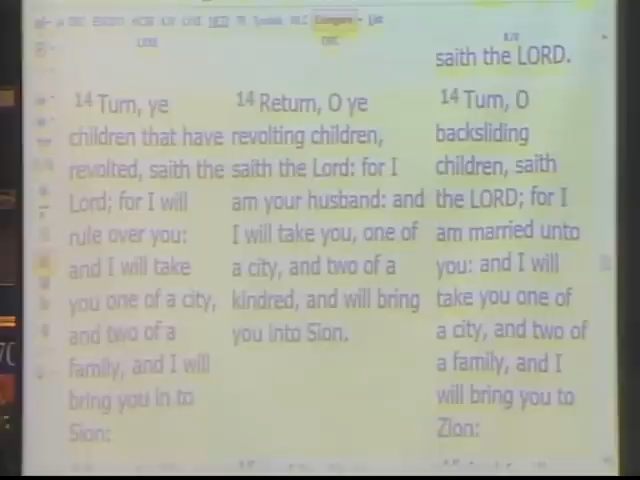 Compare
List
KJV
saith the LORD.
14 Turn, ye
children that have
revolted, saith the
Lord; for I will
rule over you:
and I will take
you one of a city,
and two of a
family, and I will
bring you in to
Sion:
14 Return, O ye
revolting children,
saith the Lord: for I
am your husband: and
I will take you, one of
a city, and two of a
kindred, and will bring
you into Sion.
14 Turn, O
backsliding
children, saith
the LORD; for I
am married unto
you: and I will
take you one of
a city, and two of
a family, and I
will bring you to
Zion: